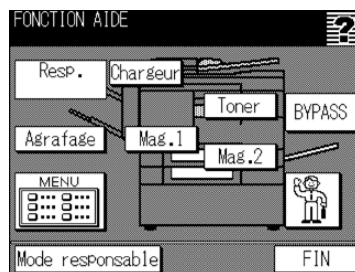 FONCTION AIDE
Resp.
Chargeur
Toner
BYPASS
Agrafage
Mag.1
Mag.2
MENU
Mode responsable
FIN